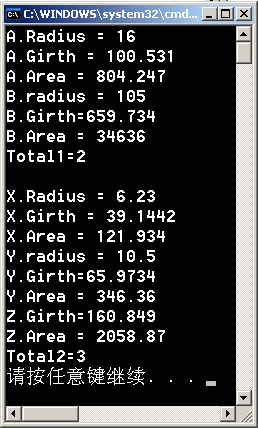 C:\WINDOWS\system32\cmd...
A.Radius = 16
A.Girth = 100.531
A.Area = 804.247
B.radius = 105
B.Girth=659.734
B.Area = 34636
Total1=2
X.Radius = 6.23
X.Girth = 39.1442
X.Area = 121.934
Y.radius = 10.5
Y.Girth=65.9734
Y.Area = 346.36
Z.Girth=160.849
Z.Area = 2058.87
Total2=3
请按任意键继续. . .